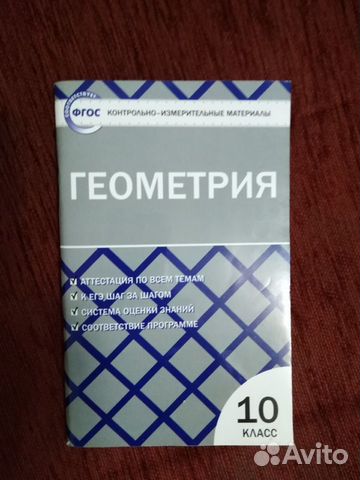 СООТВЕТСТВУЕТ
ФГОС
КОНТРОЛЬНО-ИЗМЕРИТЕЛЬНЫЕ МАТЕРИАЛЫ
ГЕОМЕТРИЯ
АТТЕСТАЦИЯ ПО ВСЕМ ТЕМАМ
К ЕГЭ ШАГ ЗА ШАГОМ
СИСТЕМА ОЦЕНКИ ЗНАНИЙ
СООТВЕТСТВИЕ ПРОГРАММЕ
10
КЛАСС
Avito